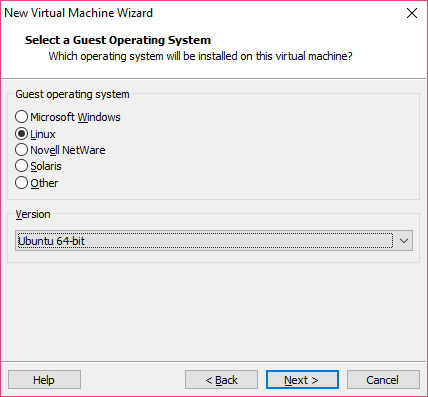 New Virtual Machine Wizard
Select a Guest Operating System
Which operating system will be installed on this virtual machine?
Guest operating system
Microsoft Windows
Linux
Novell NetWare
Solaris
Other
Version
Ubuntu 64-bit
Help
< Back
Next >
Cancel